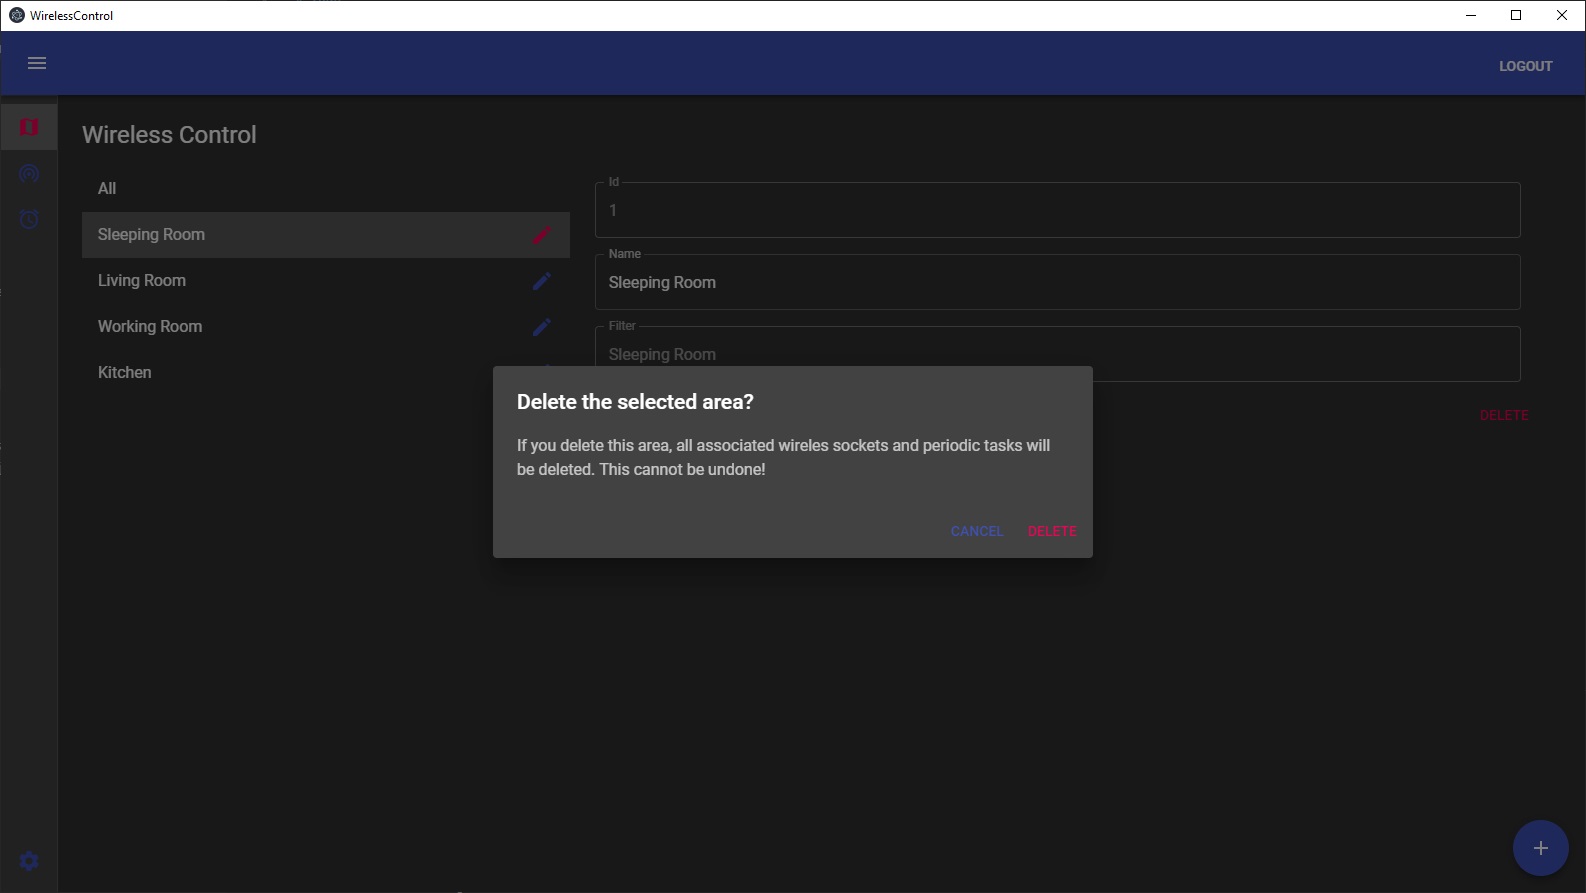 WirelessControl
LOGOUT
Wireless Control
All
Sleeping Room
Living Room
Working Room
Kitchen
Id
1
Name
Sleeping Room
Filter
Sleeping Room
DELETE
Delete the selected area?
If you delete this area, all associated wireles sockets and periodic tasks will
be deleted. This cannot be undone!
CANCEL DELETE